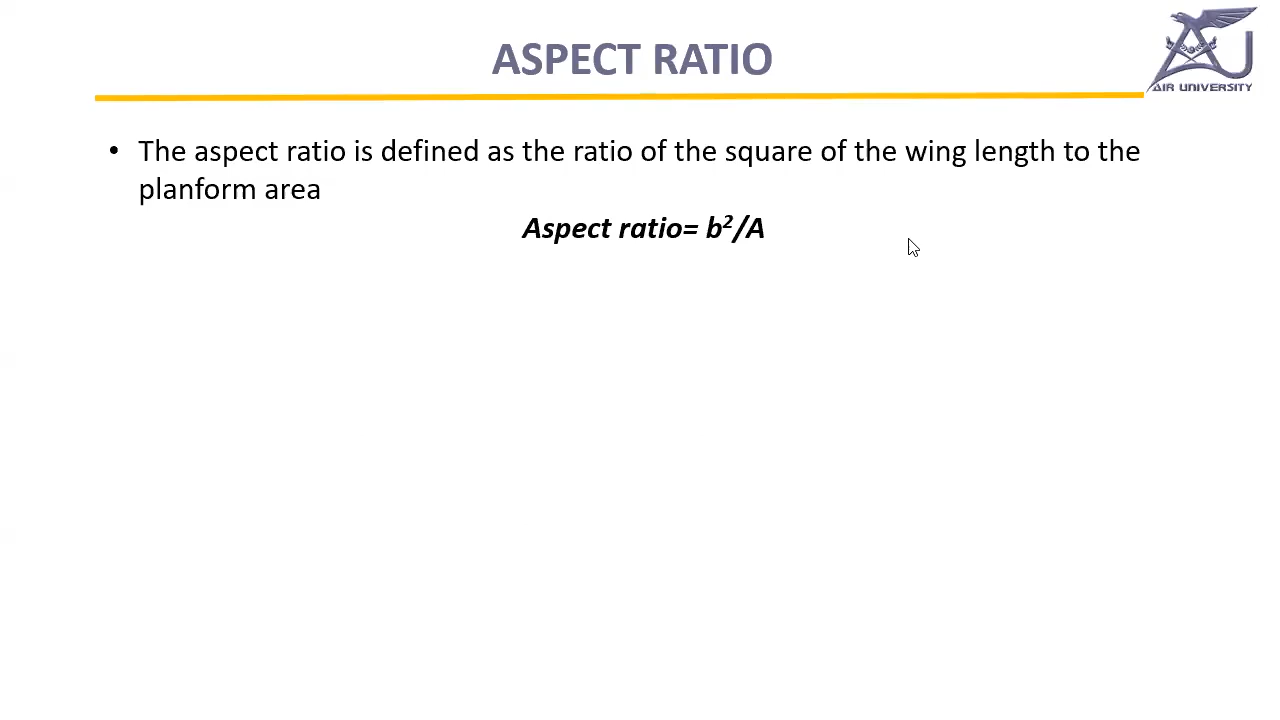 ASPECT RATIO
AIR UNIVERSITY
• The aspect ratio is defined as the ratio of the square of the wing length to the
planform area
Aspect ratio= b²/A